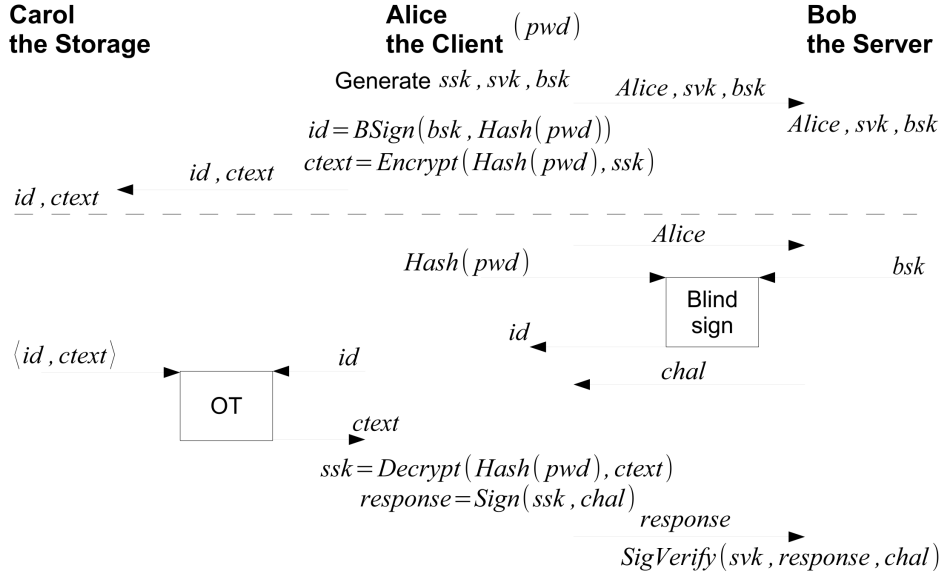 Carol
the Storage
Alice
the Client
(pwd)
Bob
the Server
Generate ssk, svk, bsk
Alice, svk, bsk
Alice, svk, bsk
id=BSign(bsk, Hash(pwd))
ctext=Encrypt(Hash(pwd), ssk)
id, ctext
id, ctext
Alice
Hash(pwd)
bsk
Blind
sign
id
⟨id, ctext⟩
id
chal
OT
ctext
ssk=Decrypt(Hash(pwd), ctext)
response=Sign(ssk, chal)
response
SigVerify(svk, response, chal)